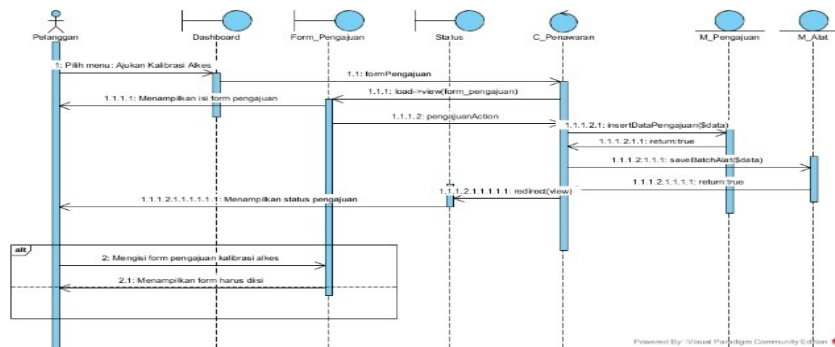 Pelanggan
Dashboard
Form_Pengajuan
Status
C_Penawaran
M_Pengajuan
M_Alat
1: Pilih menu: Ajukan Kalibrasi Alkes
1.1: formPengajuan
1.1.1: load->view(form_pengajuan)
1.1.1.1: Menampilkan isi form pengajuan
1.1.1.2: pengajuanAction
1.1.1.2.1: insertDataPengajuan($data)
1.1.1.2.1.1: return:true
1.1.1.2.1.1.1: saveBatchAlat($data)
1.1.1.2.1.1.1.1: return:true
1.1.1.2.1.1.1.1.1: redirect(view)
1.1.1.2.1.1.1.1.1.1: Menampilkan status pengajuan
alt
2: Mengisi form pengajuan kalibrasi alkes
2.1: Menampilkan form harus diisi
Powered By: Visual Paradigm Community Edition